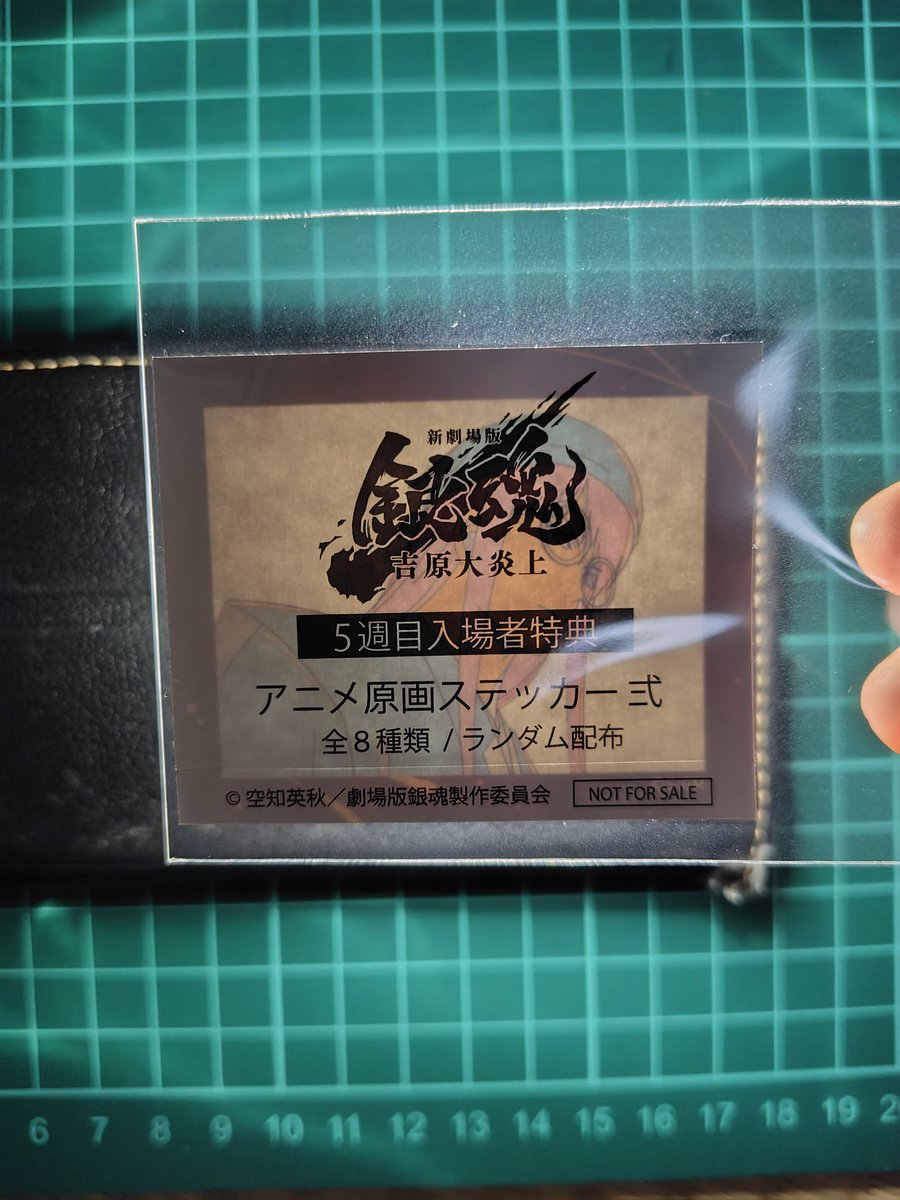 新劇場版
銀魂
吉原大炎上
5週目入場者特典
アニメ原画ステッカー 弐
全8種類 / ランダム配布
© 空知英秋／劇場版銀魂製作委員会
NOT FOR SALE
6 7 8 9 10 11 12 13 14 15 16 17 18 19